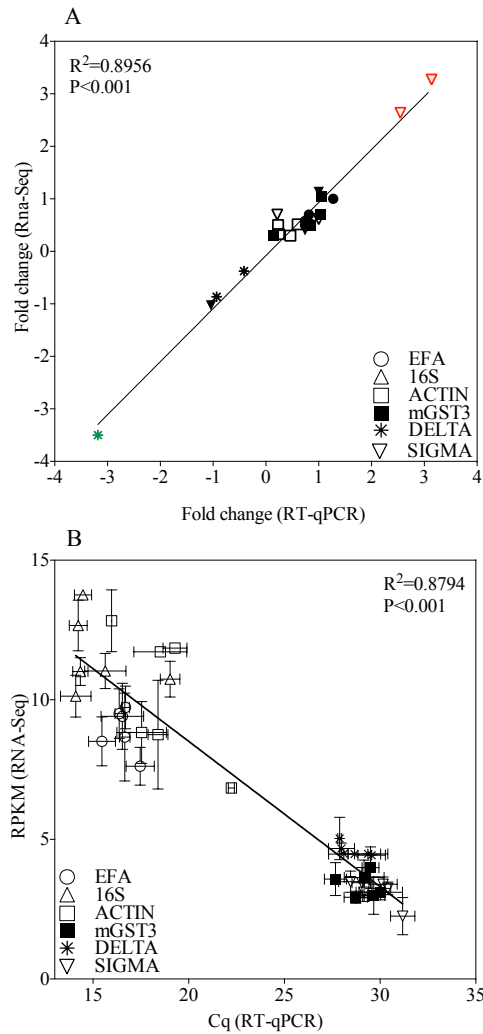 A
R²=0.8956
P<0.001
Fold change (Rna-Seq)
4
3
2
1
0
-1
-2
-3
-4
EFA
16S
ACTIN
mGST3
DELTA
SIGMA
-4 -3 -2 -1 0 1 2 3 4
Fold change (RT-qPCR)
B
R²=0.8794
P<0.001
RPKM (RNA-Seq)
15
10
5
0
EFA
16S
ACTIN
mGST3
DELTA
SIGMA
15 20 25 30 35
Cq (RT-qPCR)